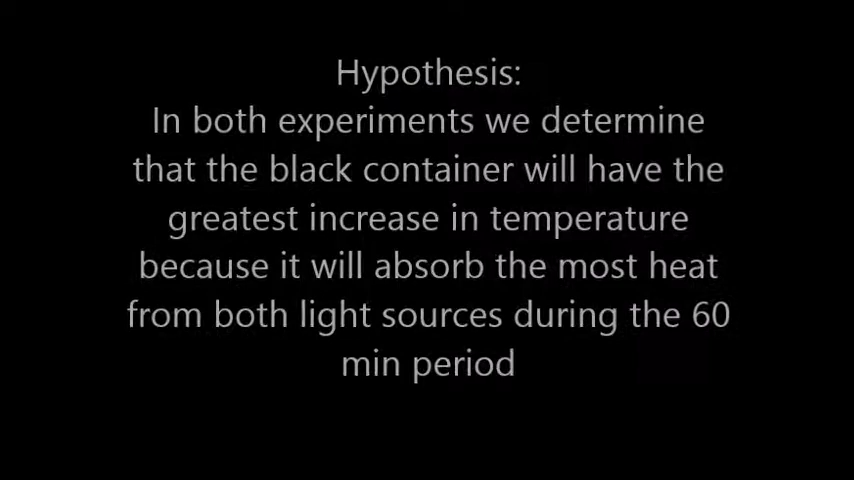 Hypothesis:
In both experiments we determine
that the black container will have the
greatest increase in temperature
because it will absorb the most heat
from both light sources during the 60
min period